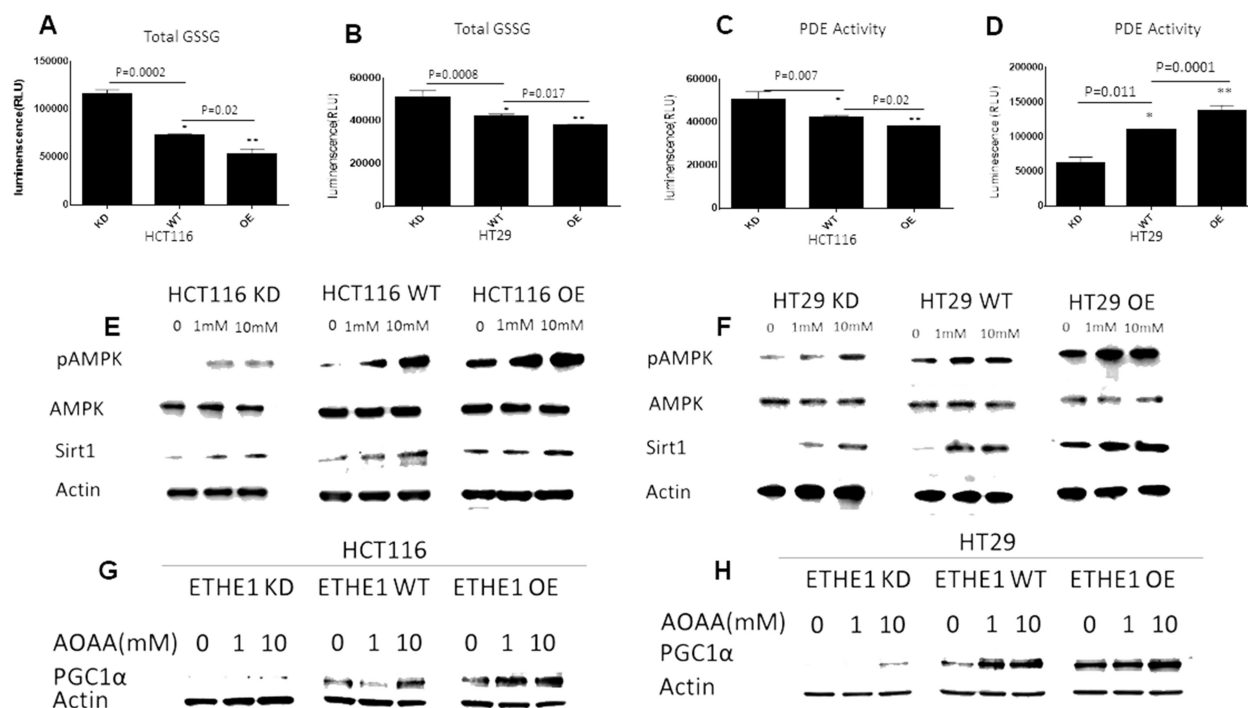 A
Total GSSG
luminenscence(RLU)
150000
100000
50000
0
P=0.0002
P=0.02
*
**
KD
WT
OE
HCT116
B
Total GSSG
luminenscence(RLU)
60000
40000
20000
0
P=0.0008
P=0.017
*
**
KD
WT
OE
HT29
C
PDE Activity
luminenscence(RLU)
60000
40000
20000
0
P=0.007
P=0.02
*
**
KD
WT
OE
HCT116
D
PDE Activity
Luminescence (RLU)
200000
150000
100000
50000
0
P=0.011
P=0.0001
*
**
KD
WT
OE
HT29
E
HCT116 KD HCT116 WT HCT116 OE
0 1mM 10mM 0 1mM 10mM 0 1mM 10mM
pAMPK
AMPK
Sirt1
Actin
F
HT29 KD HT29 WT HT29 OE
0 1mM 10mM 0 1mM 10mM 0 1mM 10mM
pAMPK
AMPK
Sirt1
Actin
G
HCT116
ETHE1 KD ETHE1 WT ETHE1 OE
AOAA(mM) 0 1 10 0 1 10 0 1 10
PGC1α
Actin
H
HT29
ETHE1 KD ETHE1 WT ETHE1 OE
AOAA(mM) 0 1 10 0 1 10 0 1 10
PGC1α
Actin